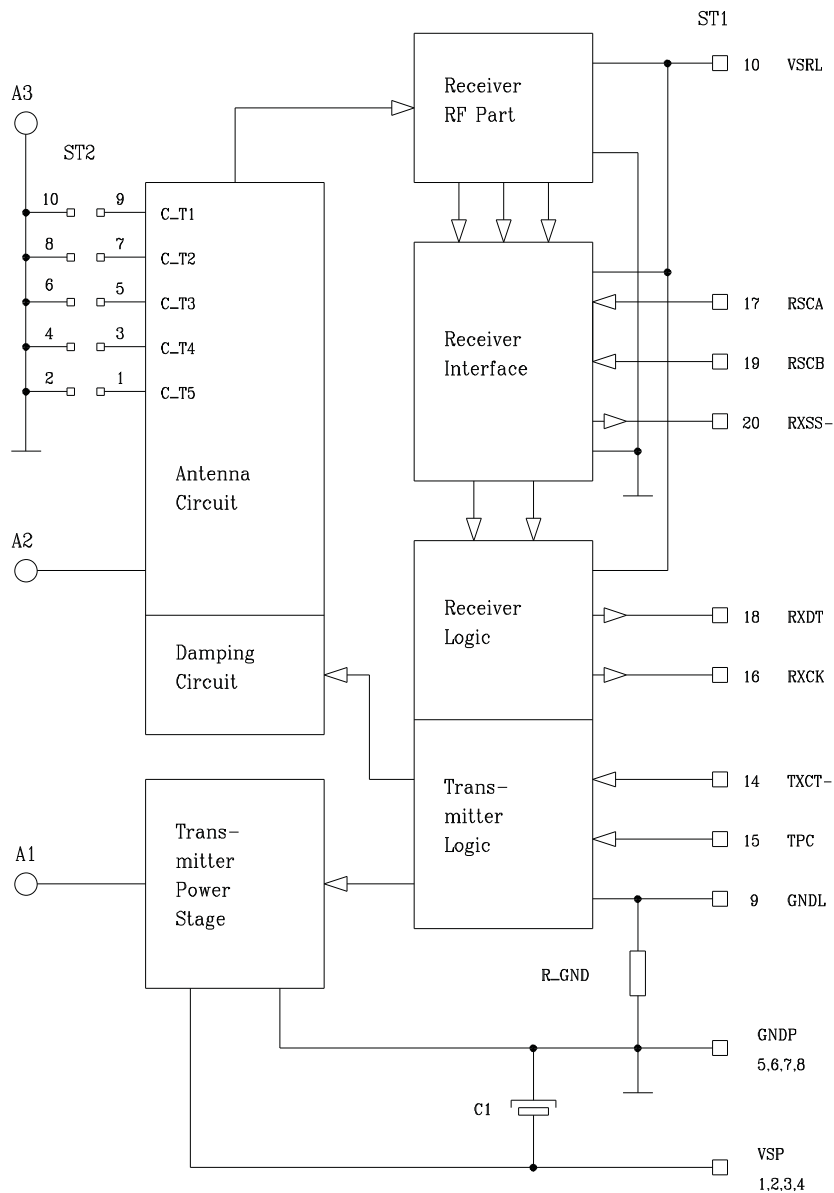 ST1
Receiver
RF Part
10 VSRL
A3
ST2
10 9 C_T1
8 7 C_T2
6 5 C_T3
4 3 C_T4
2 1 C_T5
Receiver
Interface
17 RSCA
19 RSCB
20 RXSS-
Antenna
Circuit
A2
Receiver
Logic
18 RXDT
16 RXCK
Damping
Circuit
Trans-
mitter
Logic
14 TXCT-
15 TPC
9 GNDL
Trans-
mitter
Power
Stage
A1
R_GND
GNDP
5,6,7,8
C1
VSP
1,2,3,4